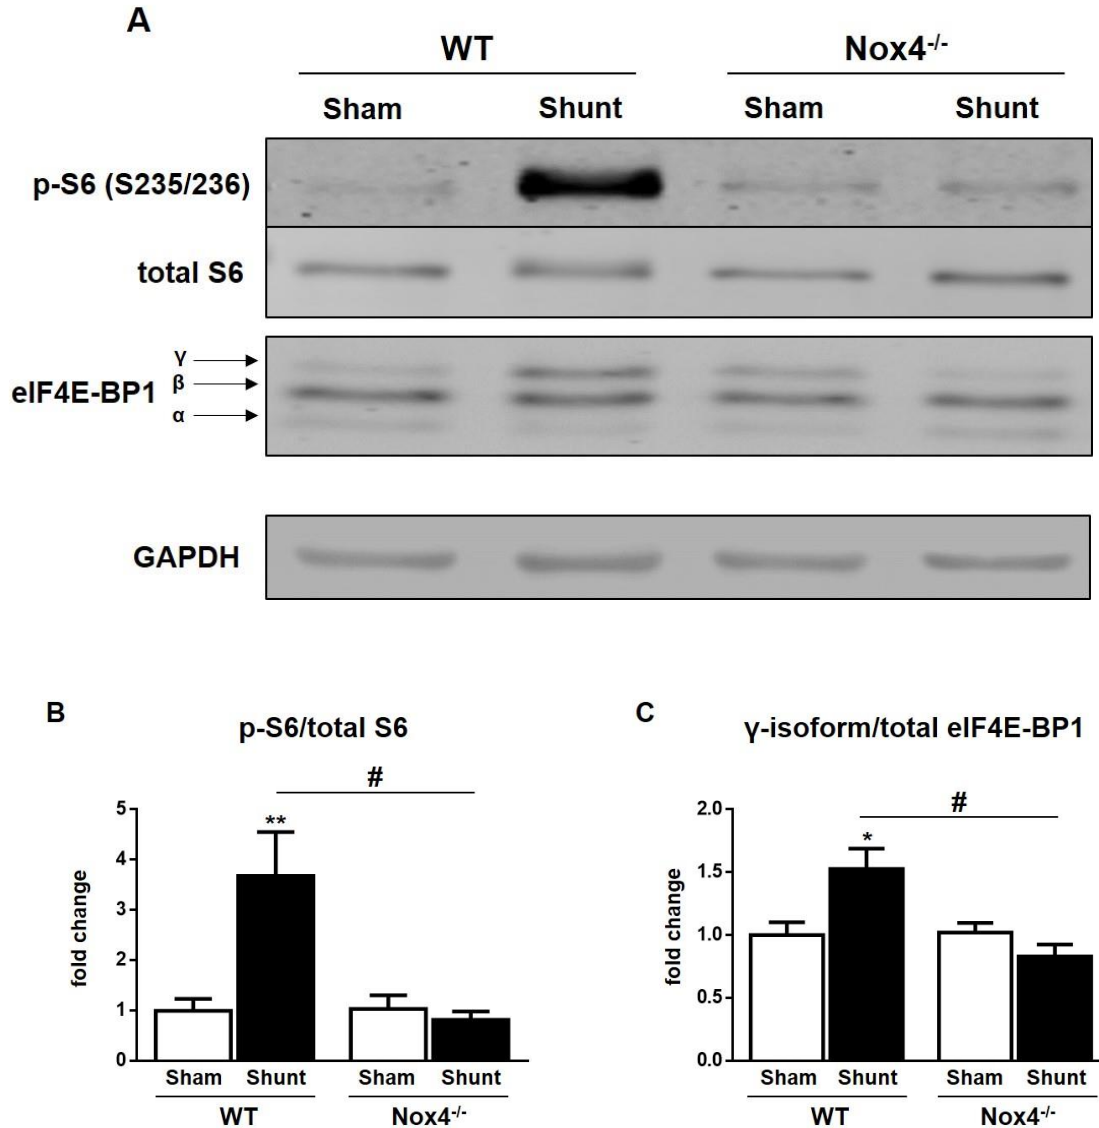 A
WT Nox4-/-
Sham Shunt Sham Shunt
p-S6 (S235/236)
total S6
γ
eIF4E-BP1 β
α
GAPDH
B
p-S6/total S6
#
**
fold change
5
4
3
2
1
0
Sham Shunt Sham Shunt
WT Nox4-/-
C
γ-isoform/total eIF4E-BP1
#
*
fold change
2.0
1.5
1.0
0.5
0.0
Sham Shunt Sham Shunt
WT Nox4-/-